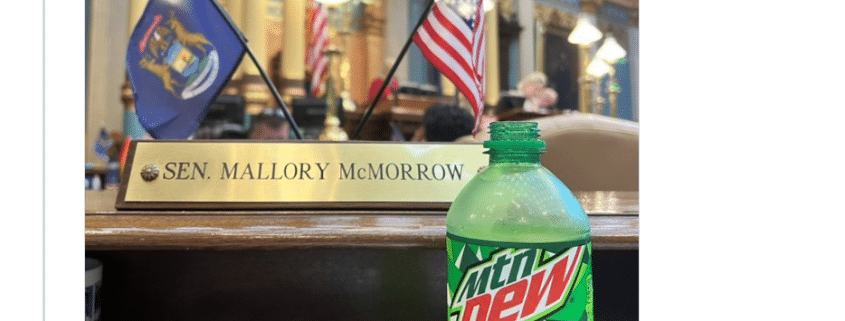 SEN. MALLORY McMORROW
mtn
DEW